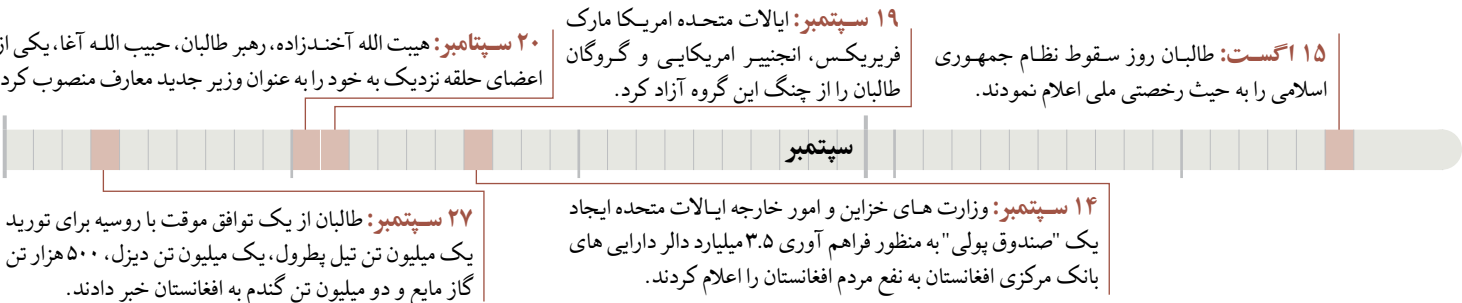 ۱۵ اگست: طالبان روز سقوط نظام جمهوری
اسلامی را به حیث رخصتی ملی اعلام نمودند.
۱۹ سپتمبر: ایالات متحده امریکا مارک
فریریکس، انجنییر امریکایی و گروگان
طالبان را از چنگ این گروه آزاد کرد.
۲۰ سپتامبر: هیبت الله آخندزاده، رهبر طالبان، حبیب الله آغا، یکی از
اعضای حلقه نزدیک به خود را به عنوان وزیر جدید معارف منصوب کرد
سپتمبر
۱۴ سپتمبر: وزارت های خزاین و امور خارجه ایالات متحده ایجاد
یک "صندوق پولی" به منظور فراهم آوری ۳.۵ میلیارد دالر دارایی های
بانک مرکزی افغانستان به نفع مردم افغانستان را اعلام کردند.
۲۷ سپتمبر: طالبان از یک توافق موقت با روسیه برای تورید
یک میلیون تن تیل پطرول، یک میلیون تن دیزل، ۵۰۰ هزار تن
گاز مایع و دو میلیون تن گندم به افغانستان خبر دادند.